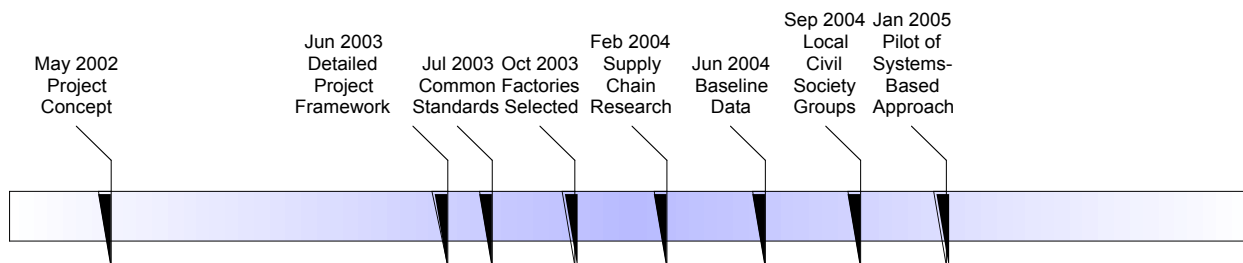 May 2002
Project
Concept
Jun 2003
Detailed
Project
Framework
Jul 2003
Common
Standards
Oct 2003
Factories
Selected
Feb 2004
Supply
Chain
Research
Jun 2004
Baseline
Data
Sep 2004
Local
Civil
Society
Groups
Jan 2005
Pilot of
Systems-
Based
Approach